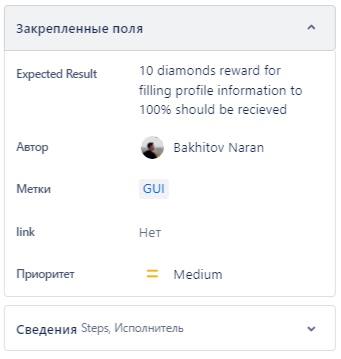 Закрепленные поля
Expected Result
10 diamonds reward for
filling profile information to
100% should be recieved
Автор
Bakhitov Naran
Метки
GUI
link
Нет
Приоритет
Medium
Сведения Steps, Исполнитель